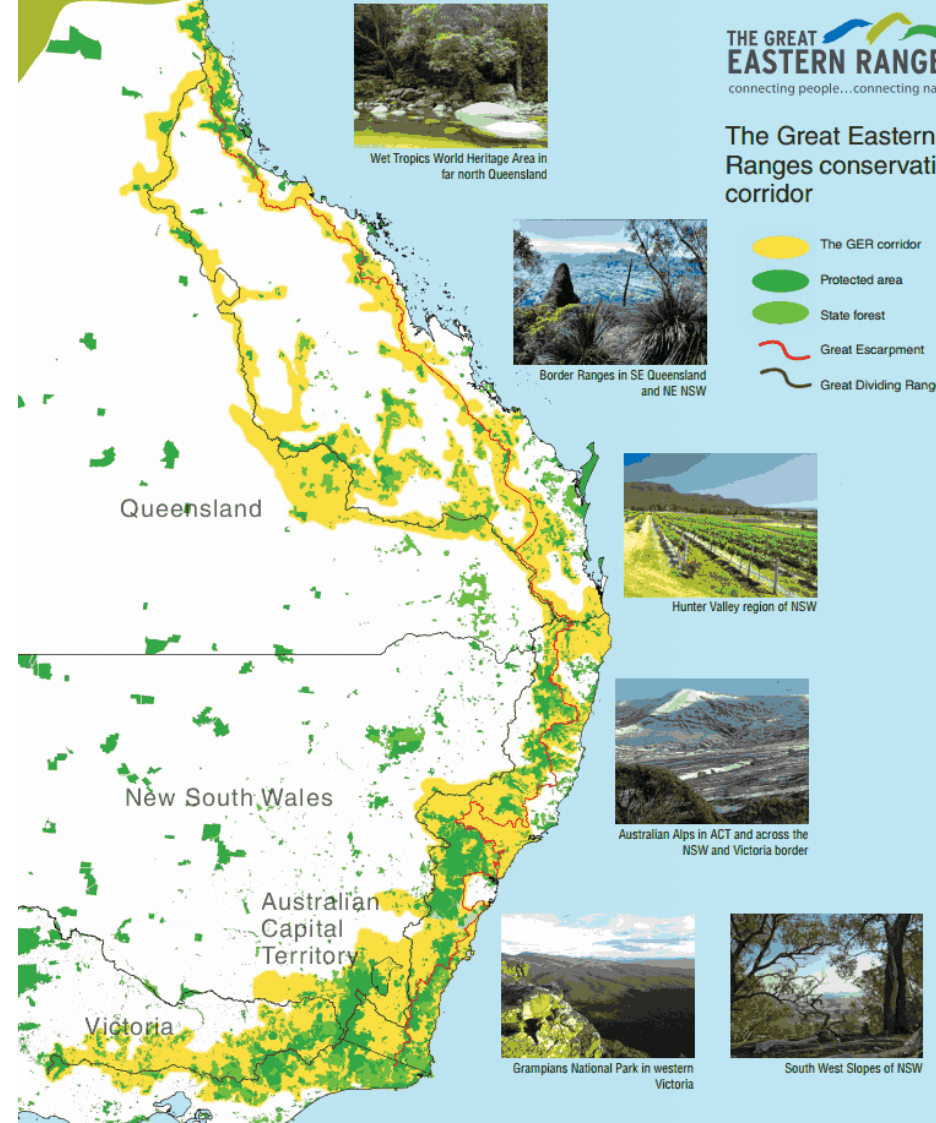 THE GREAT
EASTERN RANGE
connecting people...connecting na
The Great Eastern
Ranges conservati
corridor
The GER corridor
Protected area
State forest
Great Escarpment
Great Dividing Rang
Wet Tropics World Heritage Area in
far north Queensland
Border Ranges in SE Queensland
and NE NSW
Hunter Valley region of NSW
Australian Alps in ACT and across the
NSW and Victoria border
Grampians National Park in western
Victoria
South West Slopes of NSW
Queensland
New South Wales
Australian
Capital
Territory
Victoria